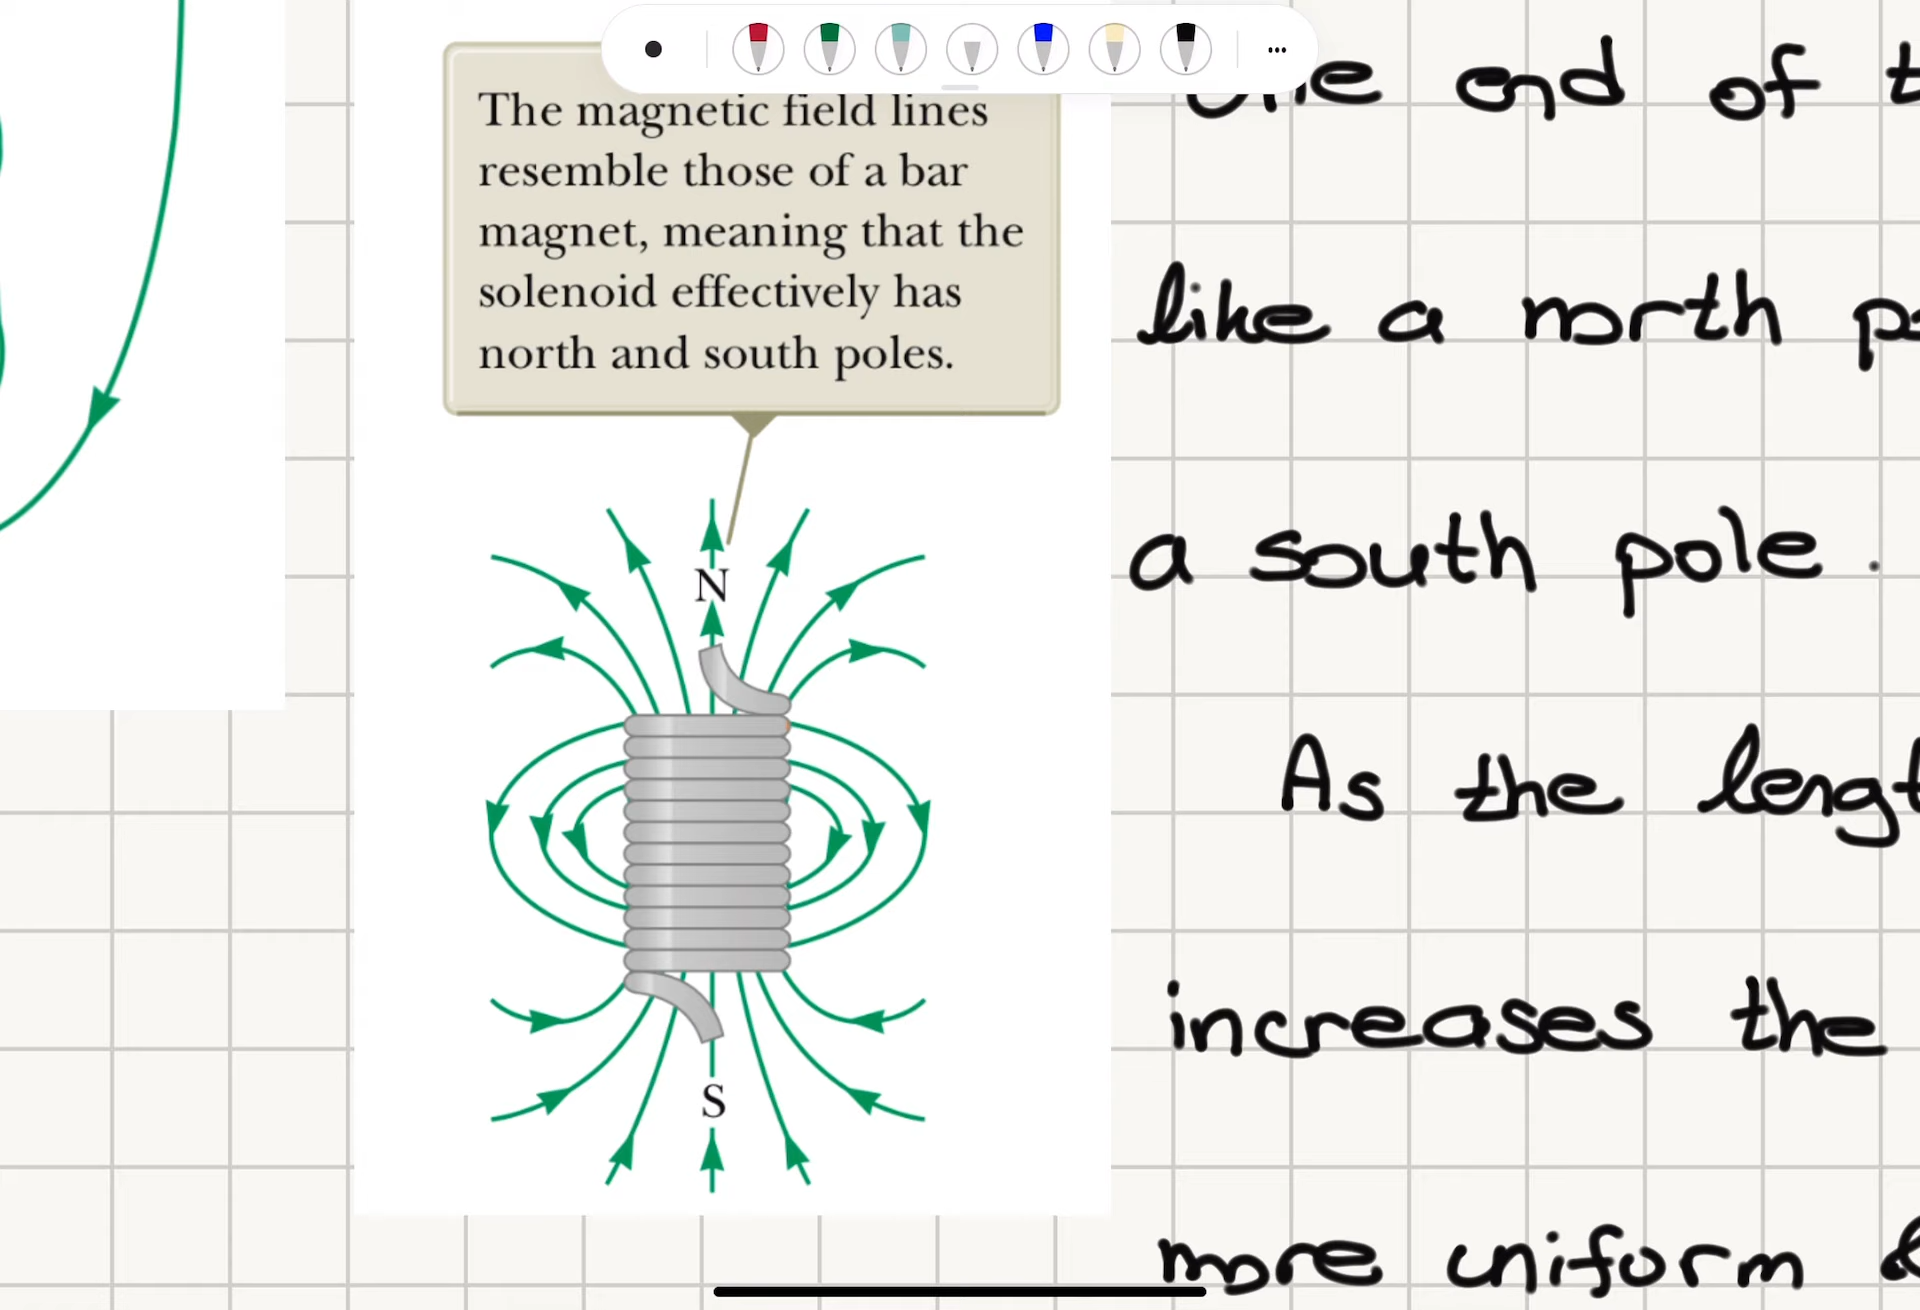 The magnetic field lines
resemble those of a bar
magnet, meaning that the
solenoid effectively has
north and south poles.
N
S
end of
like a north
a south pole.
As the
increases the
more uniform